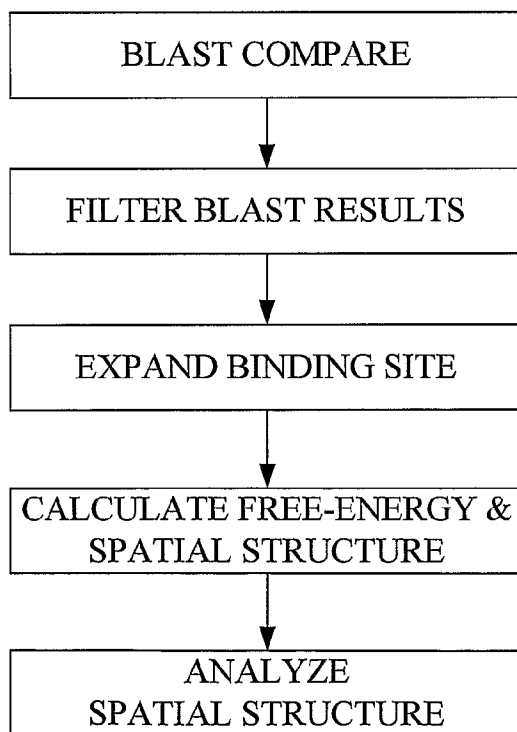 BLAST COMPARE
FILTER BLAST RESULTS
EXPAND BINDING SITE
CALCULATE FREE-ENERGY &
SPATIAL STRUCTURE
ANALYZE
SPATIAL STRUCTURE